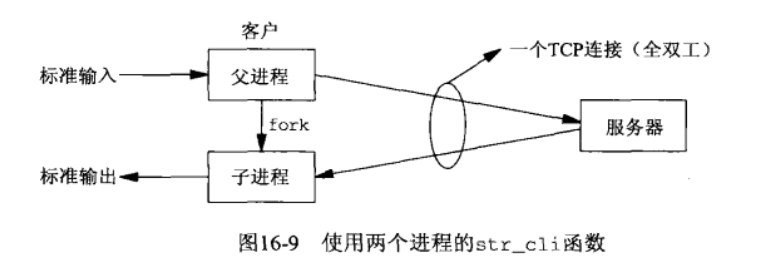 客户
一个TCP连接（全双工）
标准输入
父进程
fork
服务器
标准输出
子进程
图16-9 使用两个进程的str_cli函数